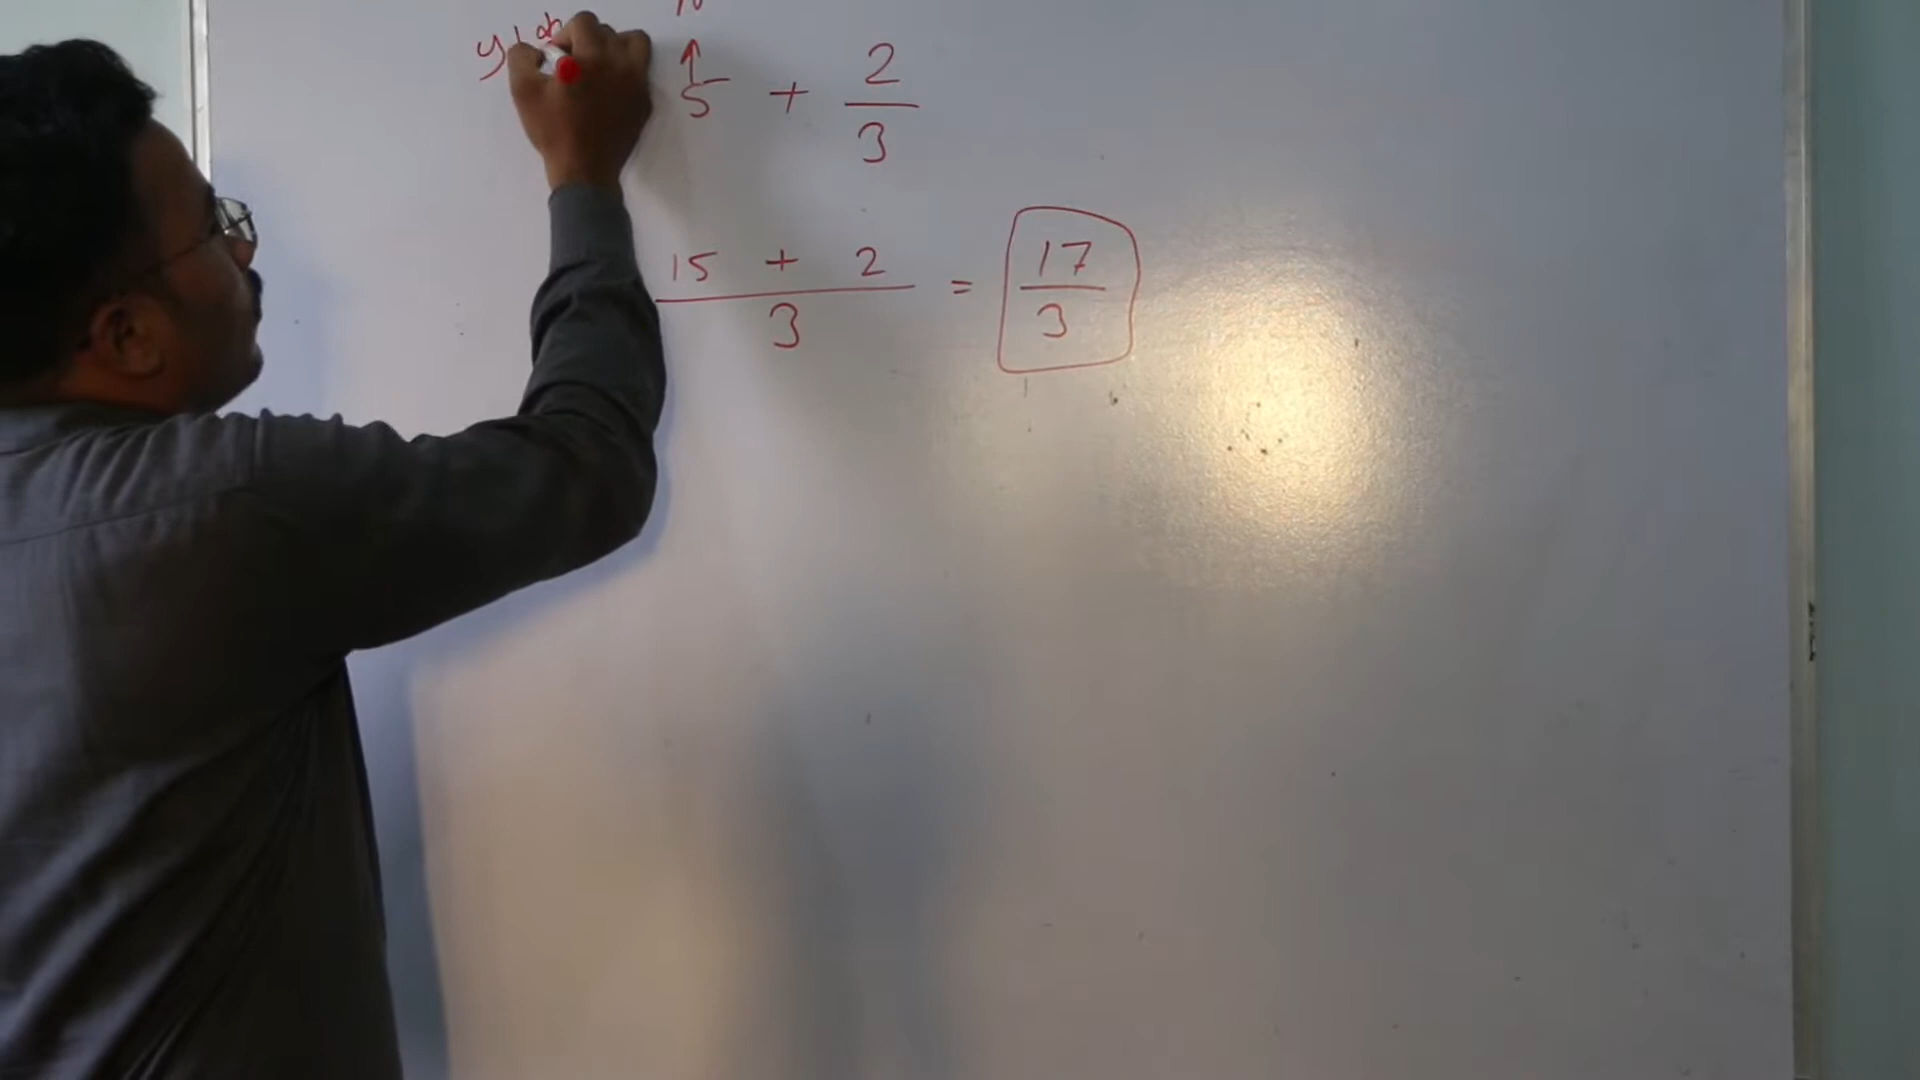 5 + 2/3
(15 + 2)/3 = 17/3